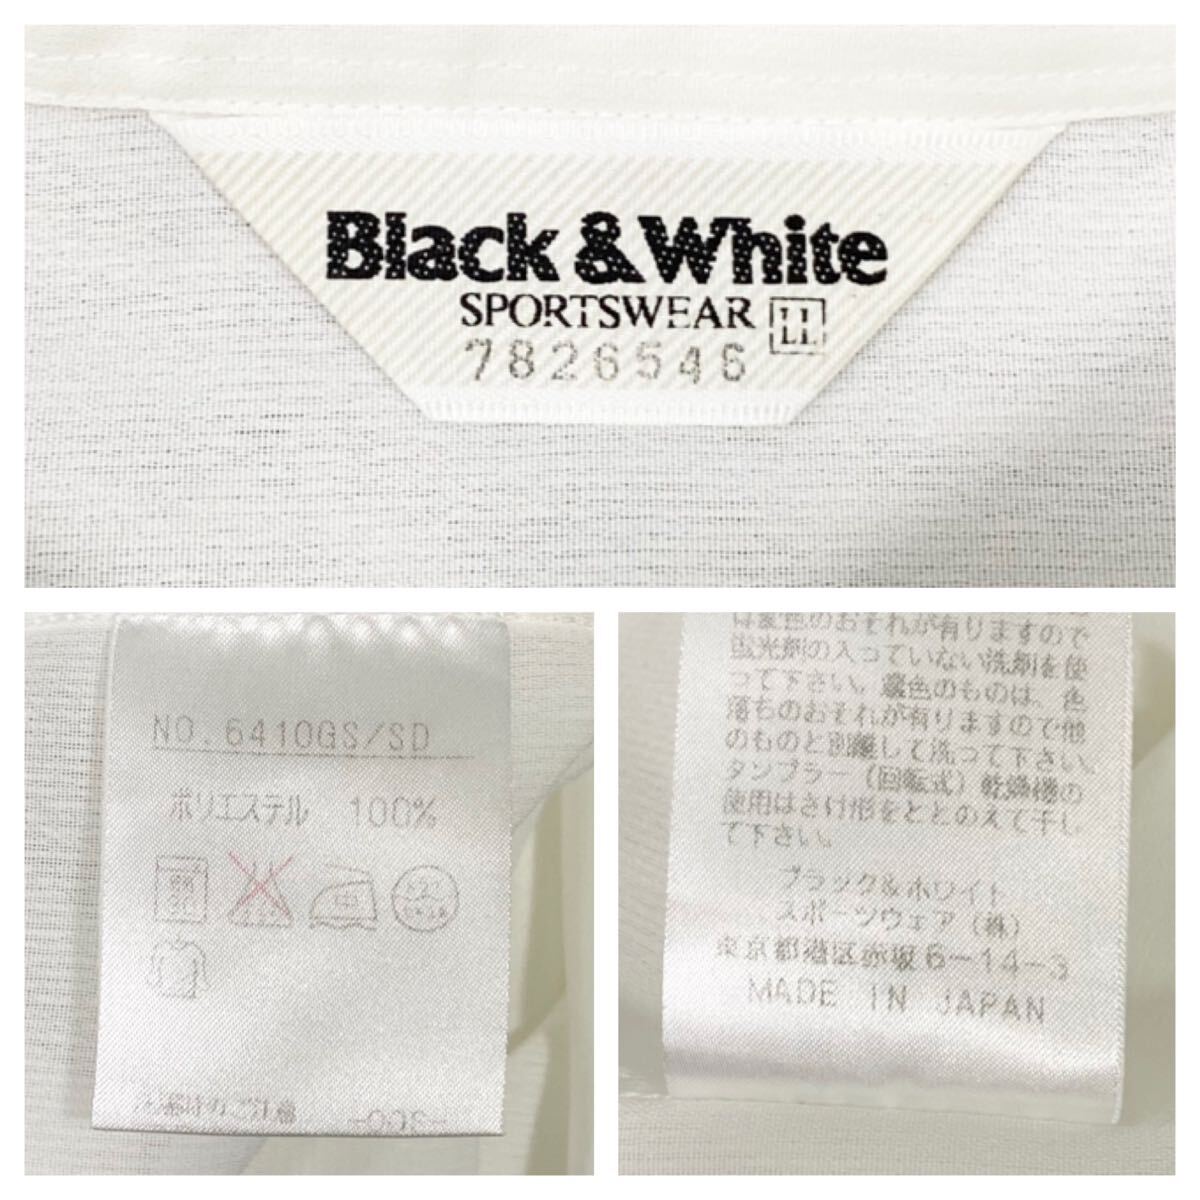 Black & White
SPORTSWEAR LL
7826546
NO. 6410GS/SD
ポリエステル 100%
のおそれが有りますので
蛍光剤の入っていない洗剤を使
って下さい。濃色のものは、色
落ちのおそれが有りますので他
のものと別離して洗って下さい。
タンブラー(回転式)乾燥機の
使用はさけ形をととのえて干し
て下さい。
ブラック&ホワイト
スポーツウェア(株)
東京都港区赤坂6-14-3
MADE IN JAPAN